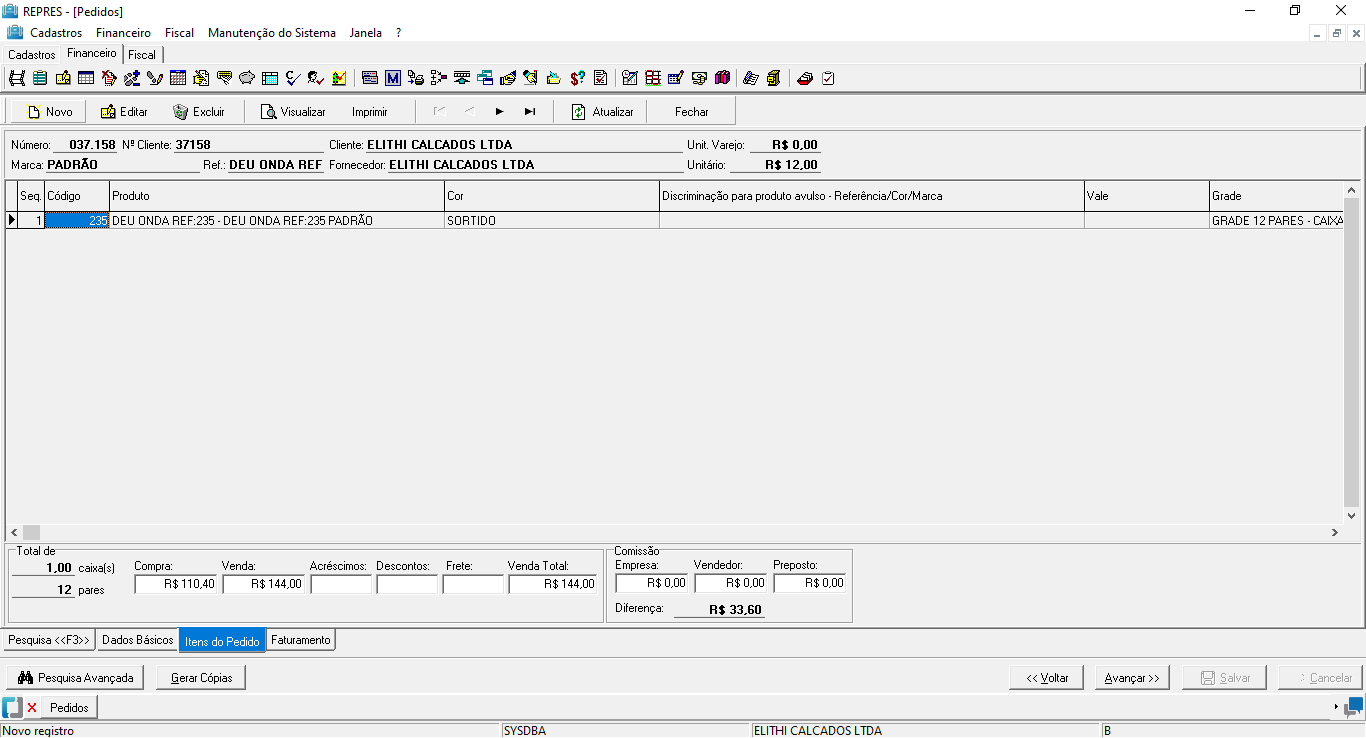 REPRES - [Pedidos]
Cadastros Financeiro Fiscal Manutenção do Sistema Janela ?
Cadastros Financeiro Fiscal
Novo Editar Excluir Visualizar Imprimir Atualizar Fechar
Número: 037.158 Nº Cliente: 37158 Cliente: ELITHI CALCADOS LTDA Unit. Varejo: R$ 0,00
Marca: PADRÃO Ref.: DEU ONDA REF Fornecedor: ELITHI CALCADOS LTDA Unitário: R$ 12,00
Seq. Código Produto Cor Discriminação para produto avulso - Referência/Cor/Marca Vale Grade
1 235 DEU ONDA REF:235 - DEU ONDA REF:235 PADRÃO SORTIDO GRADE 12 PARES - CAIXA
Total de Comissão
1,00 caixa(s) Compra: Venda: Acréscimos: Descontos: Frete: Venda Total: Empresa: Vendedor: Preposto:
R$ 110,40 R$ 144,00 R$ 144,00 R$ 0,00 R$ 0,00 R$ 0,00
12 pares
Diferença: R$ 33,60
Pesquisa <<F3>> Dados Básicos Itens do Pedido Faturamento
Pesquisa Avançada Gerar Cópias << Voltar Avançar >> Salvar Cancelar
Pedidos
Novo registro SYSDBA ELITHI CALCADOS LTDA B